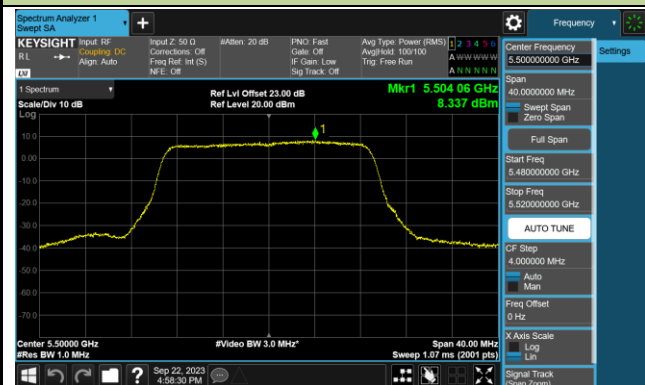 Spectrum Analyzer 1
Swept SA
Frequency
KEYSIGHT
Input: RF
Input Z: 50 Ω
#Atten: 20 dB
PNO: Fast
Avg Type: Power (RMS)
1 2 3 4 5 6
RL
Coupling: DC
Corrections: Off
Gate: Off
Avg|Hold: 100/100
A W W W W W
Align: Auto
Freq Ref: Int (S)
IF Gain: Low
Trig: Free Run
NFE: Off
Sig Track: Off
A N N N N N
LXI
Center Frequency
5.500000000 GHz
Settings
1 Spectrum
Scale/Div 10 dB
Ref Lvl Offset 23.00 dB
Ref Level 20.00 dBm
Mkr1 5.504 06 GHz
8.337 dBm
Span
40.0000000 MHz
Swept Span
Zero Span
Log
10.0
0.00
-10.0
-20.0
-30.0
-40.0
-50.0
-60.0
-70.0
1
Full Span
Start Freq
5.480000000 GHz
Stop Freq
5.520000000 GHz
AUTO TUNE
CF Step
4.000000 MHz
Auto
Man
Freq Offset
0 Hz
X Axis Scale
Log
Lin
Signal Track
(Span Zoom)
Center 5.50000 GHz
#Video BW 3.0 MHz*
Span 40.00 MHz
#Res BW 1.0 MHz
Sweep 1.07 ms (2001 pts)
Sep 22, 2023
4:58:30 PM